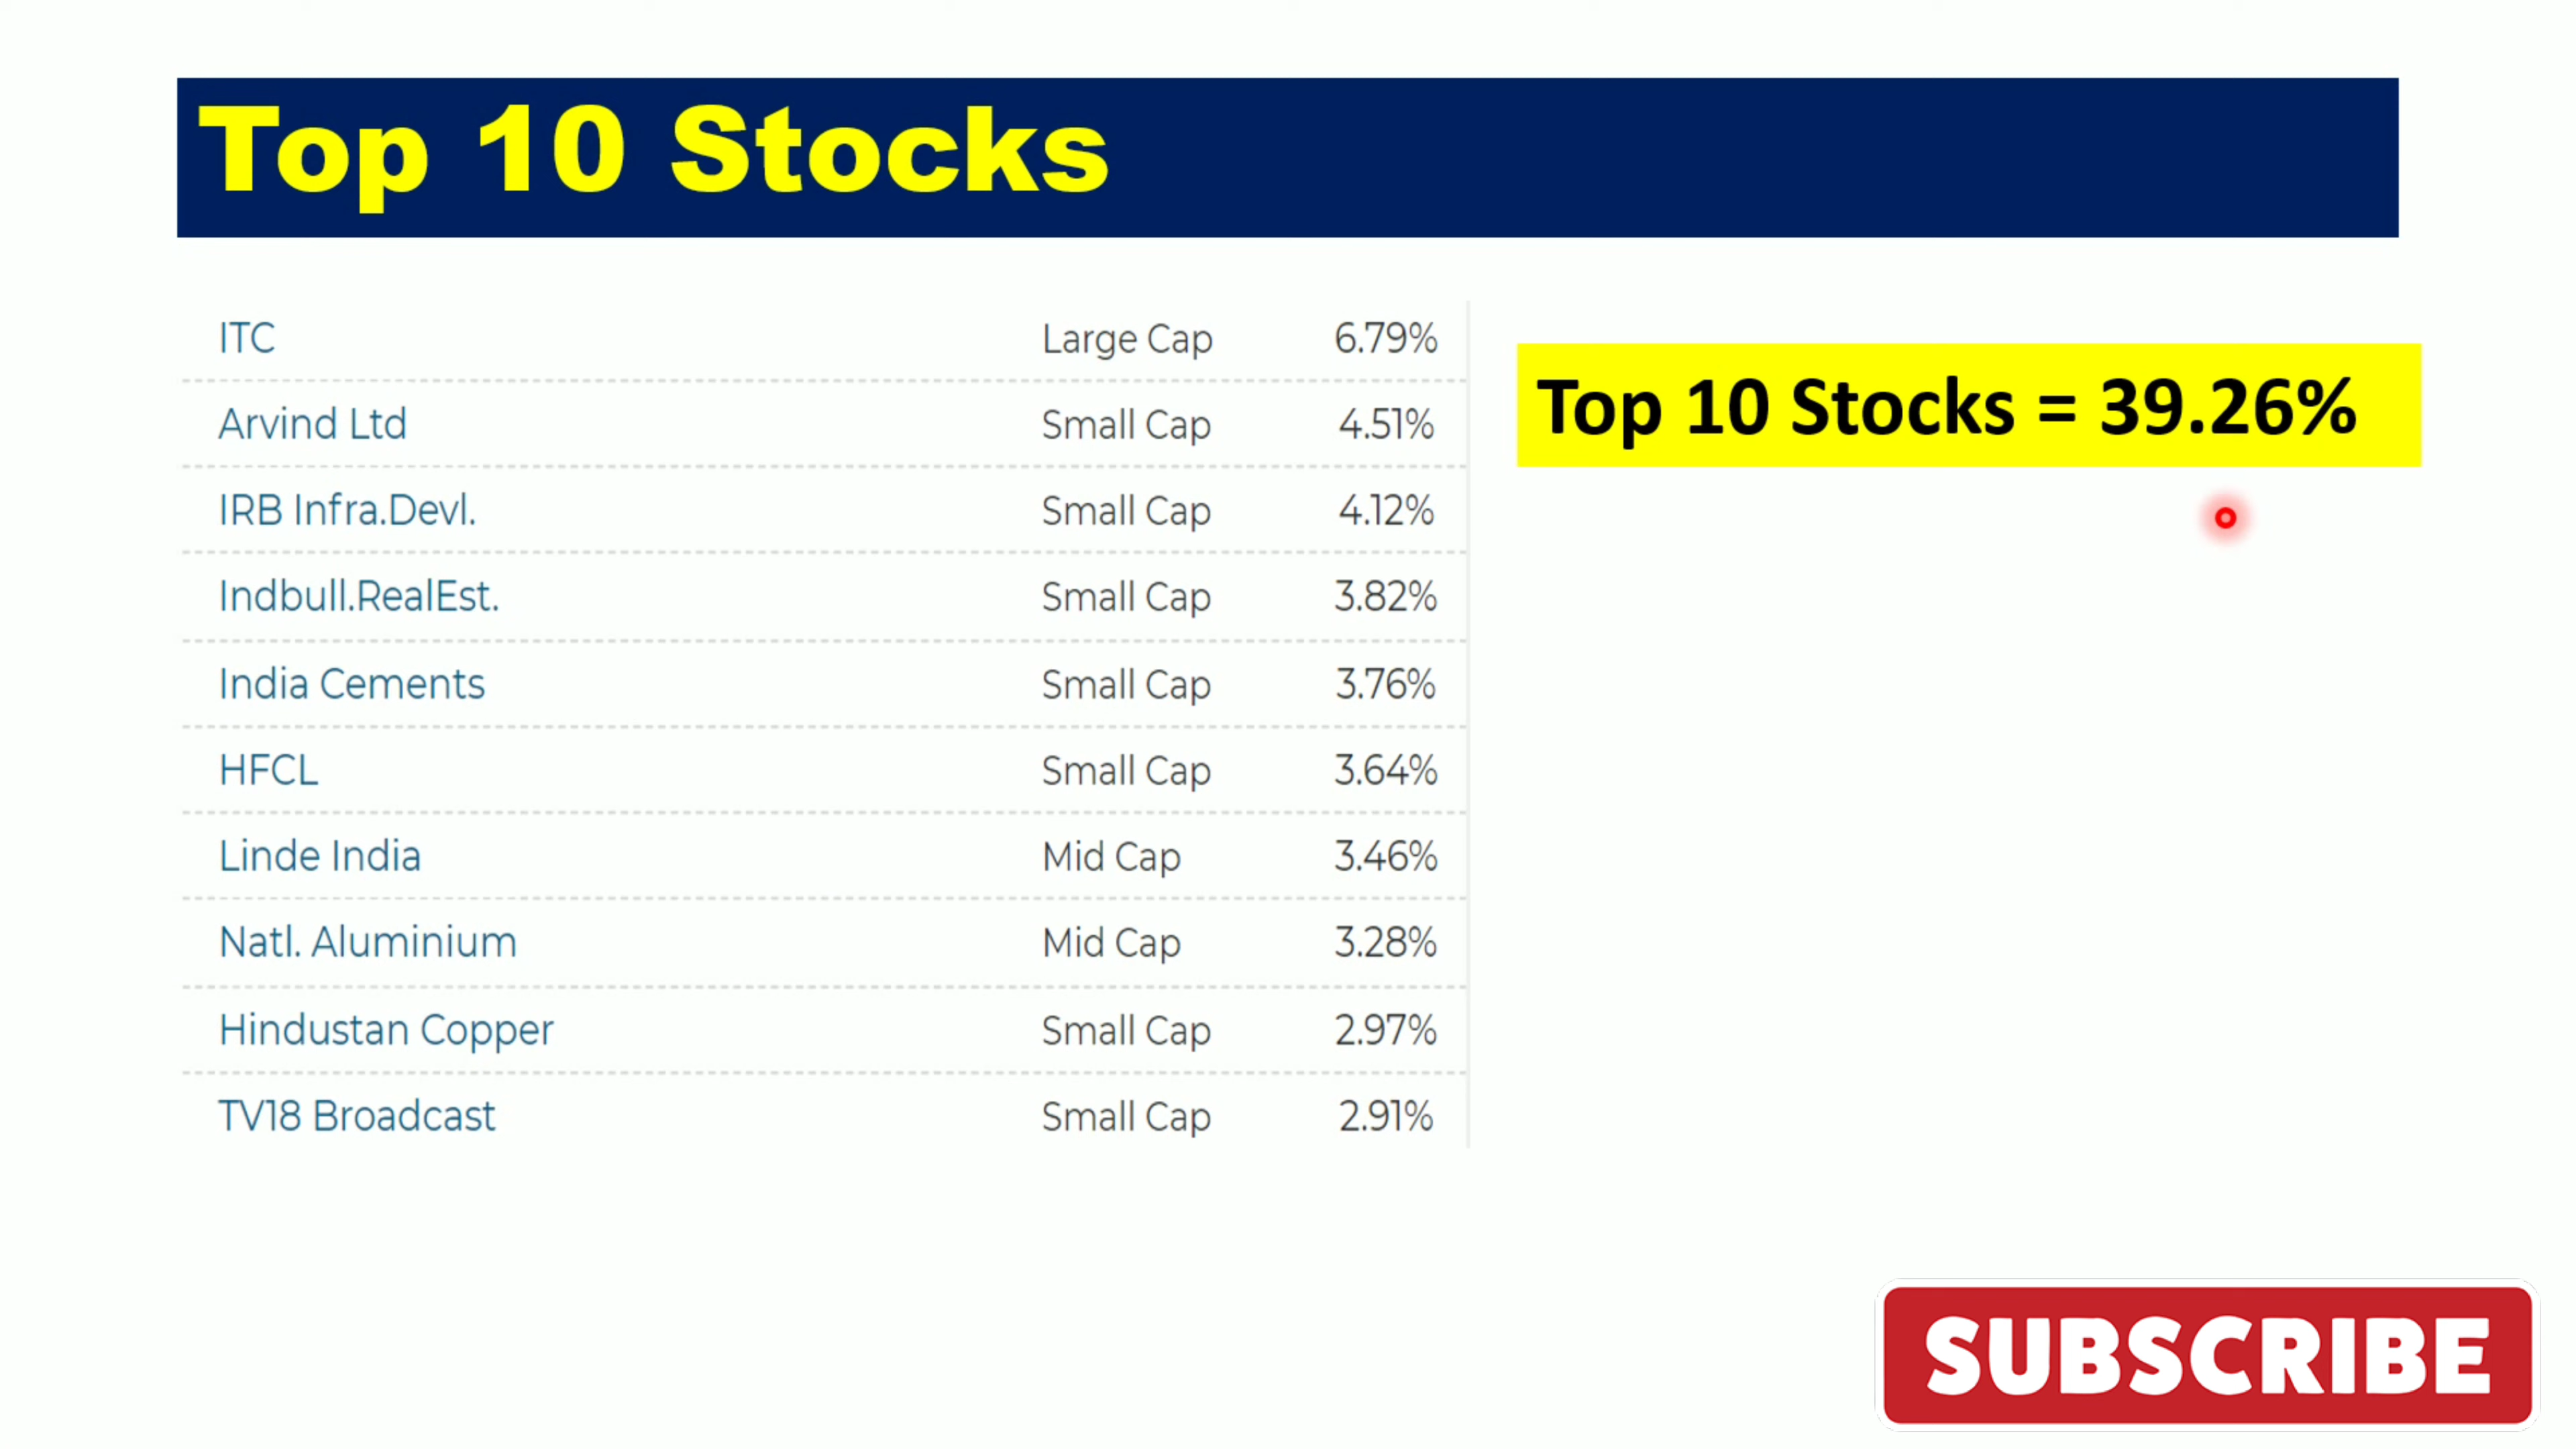 Top 10 Stocks
ITC Large Cap 6.79%
Arvind Ltd Small Cap 4.51%
IRB Infra.Devl. Small Cap 4.12%
Indbull.RealEst. Small Cap 3.82%
India Cements Small Cap 3.76%
HFCL Small Cap 3.64%
Linde India Mid Cap 3.46%
Natl. Aluminium Mid Cap 3.28%
Hindustan Copper Small Cap 2.97%
TV18 Broadcast Small Cap 2.91%
Top 10 Stocks = 39.26%
SUBSCRIBE